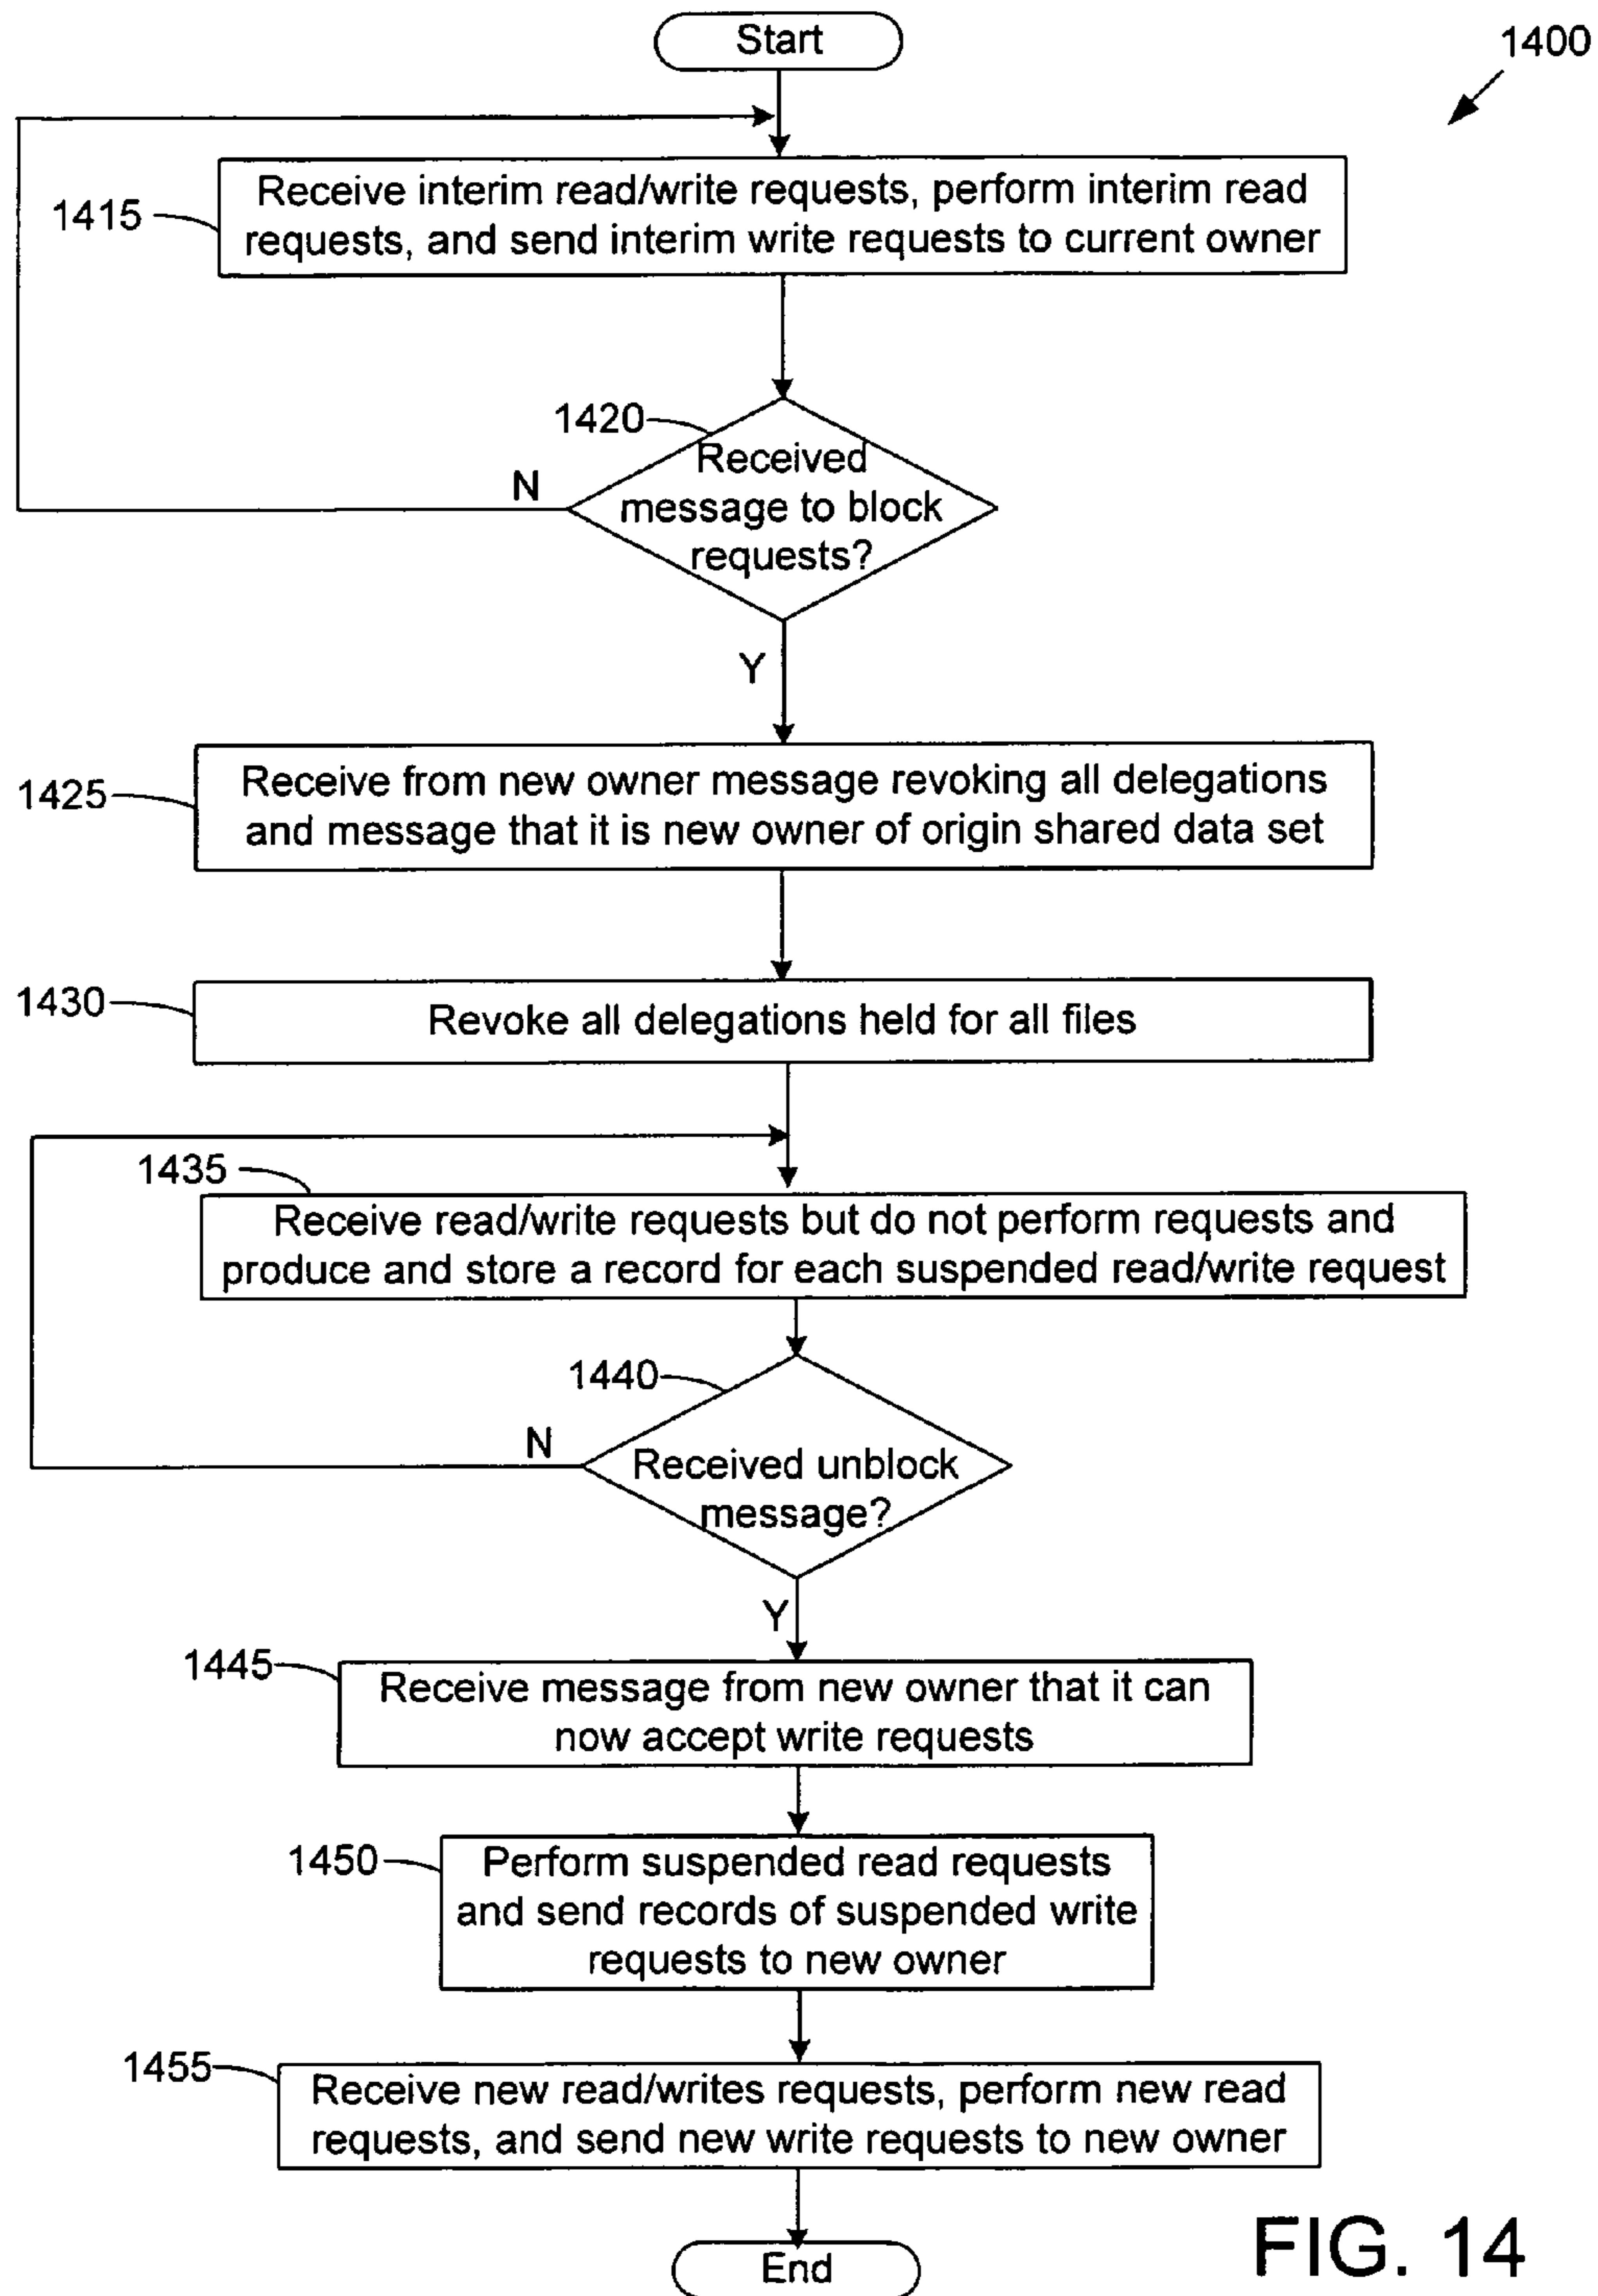 Start
1400
1415
Receive interim read/write requests, perform interim read
requests, and send interim write requests to current owner
1420
Received
message to block
requests?
N
Y
1425
Receive from new owner message revoking all delegations
and message that it is new owner of origin shared data set
1430
Revoke all delegations held for all files
1435
Receive read/write requests but do not perform requests and
produce and store a record for each suspended read/write request
1440
N
Received unblock
message?
Y
1445
Receive message from new owner that it can
now accept write requests
1450
Perform suspended read requests
and send records of suspended write
requests to new owner
1455
Receive new read/writes requests, perform new read
requests, and send new write requests to new owner
End
FIG. 14